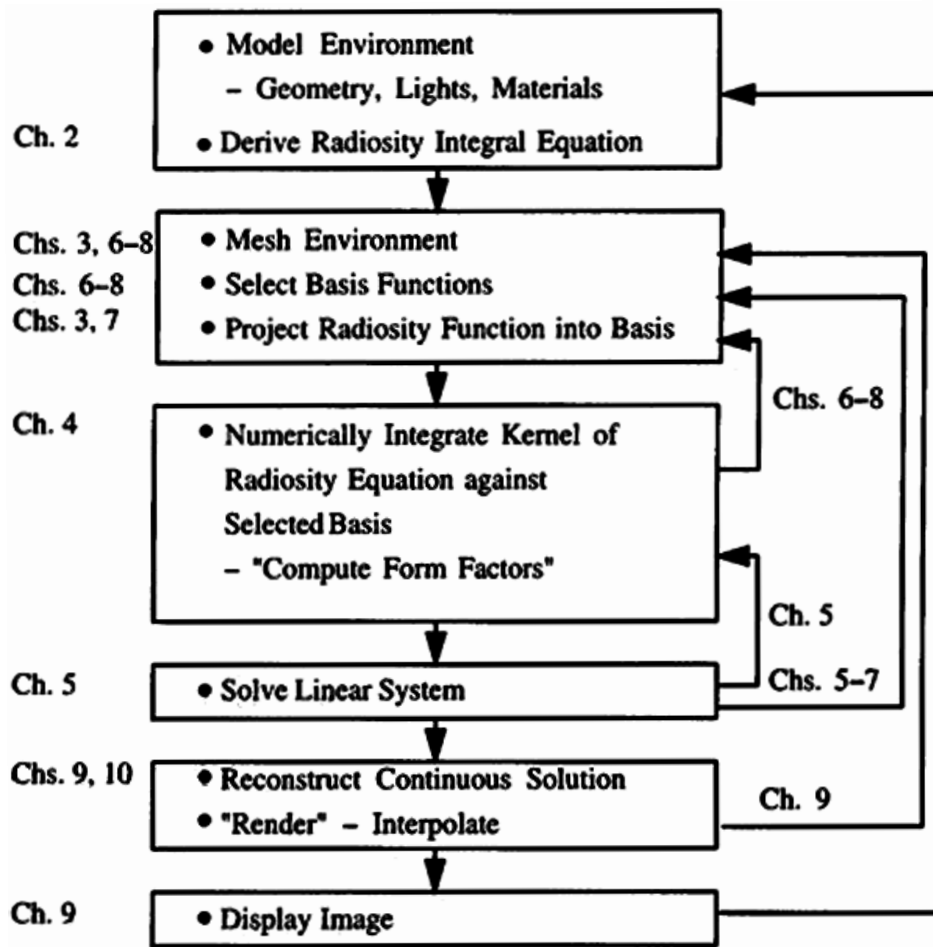 ● Model Environment
– Geometry, Lights, Materials
Ch. 2
● Derive Radiosity Integral Equation
Chs. 3, 6–8
● Mesh Environment
Chs. 6–8
● Select Basis Functions
Chs. 3, 7
● Project Radiosity Function into Basis
Chs. 6–8
Ch. 4
● Numerically Integrate Kernel of
Radiosity Equation against
Selected Basis
– "Compute Form Factors"
Ch. 5
Chs. 5–7
Ch. 5
● Solve Linear System
Chs. 9, 10
● Reconstruct Continuous Solution
● "Render" – Interpolate
Ch. 9
Ch. 9
● Display Image